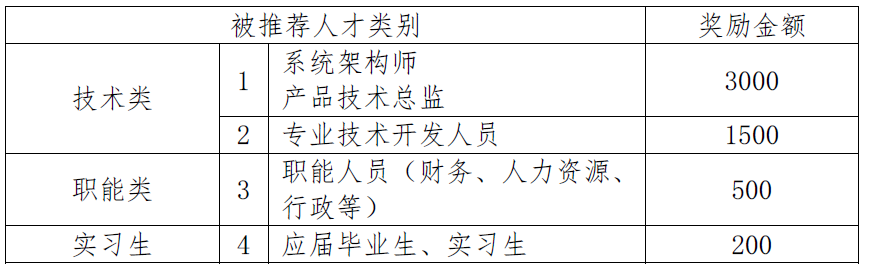 被推荐人才类别 奖励金额
技术类 1 系统架构师
产品技术总监 3000
2 专业技术开发人员 1500
职能类 3 职能人员（财务、人力资源、
行政等） 500
实习生 4 应届毕业生、实习生 200